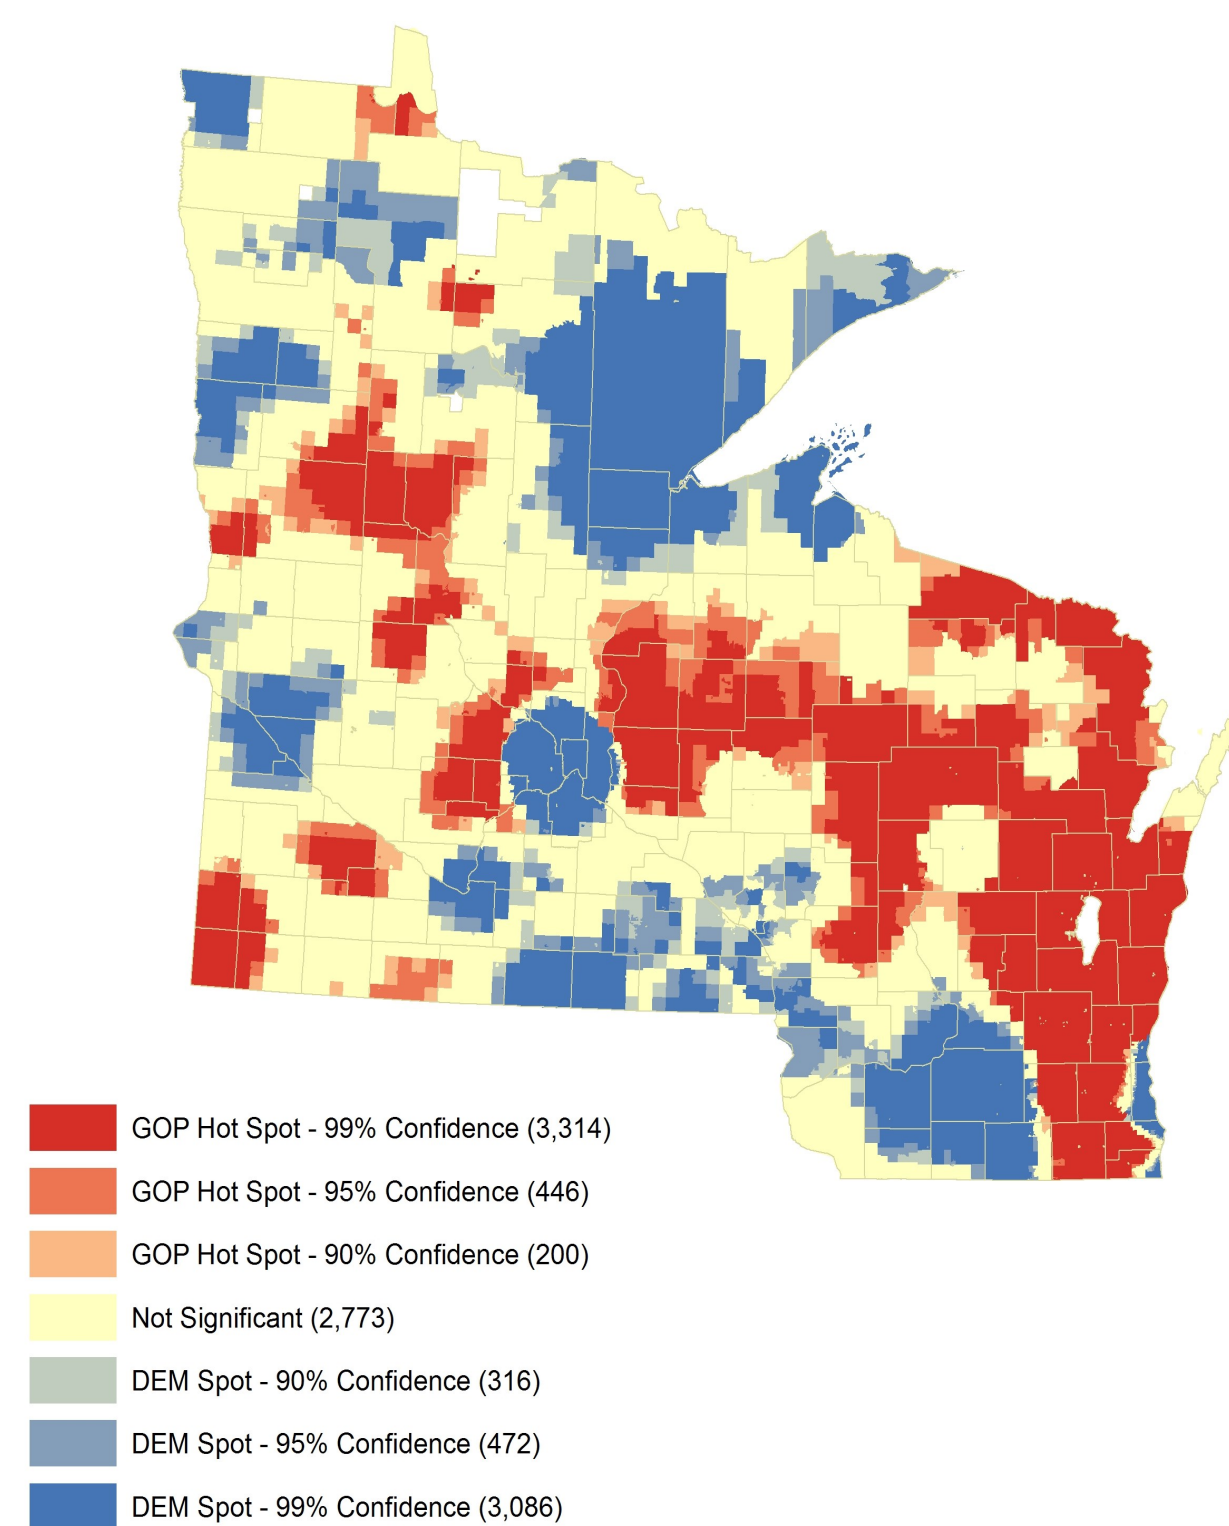 GOP Hot Spot - 99% Confidence (3,314)
GOP Hot Spot - 95% Confidence (446)
GOP Hot Spot - 90% Confidence (200)
Not Significant (2,773)
DEM Spot - 90% Confidence (316)
DEM Spot - 95% Confidence (472)
DEM Spot - 99% Confidence (3,086)